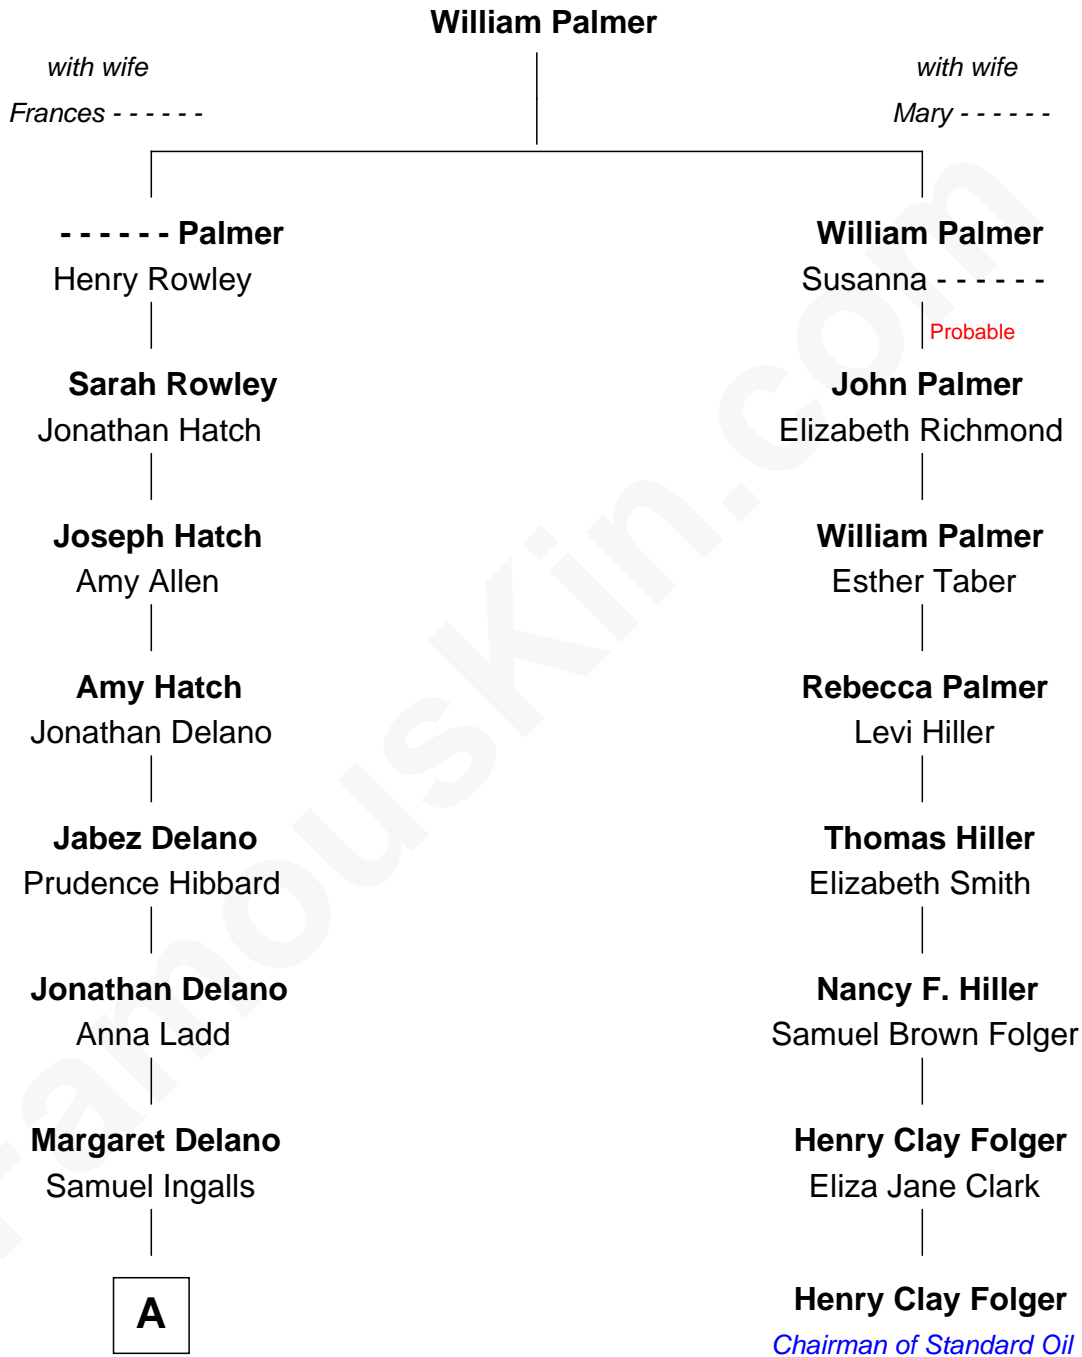 William Palmer
with wife
Frances - - - - - -
with wife
Mary - - - - - -
- - - - - - Palmer
Henry Rowley
William Palmer
Susanna - - - - - -
Probable
Sarah Rowley
Jonathan Hatch
John Palmer
Elizabeth Richmond
Joseph Hatch
Amy Allen
William Palmer
Esther Taber
Amy Hatch
Jonathan Delano
Rebecca Palmer
Levi Hiller
Jabez Delano
Prudence Hibbard
Thomas Hiller
Elizabeth Smith
Jonathan Delano
Anna Ladd
Nancy F. Hiller
Samuel Brown Folger
Margaret Delano
Samuel Ingalls
Henry Clay Folger
Eliza Jane Clark
A
Henry Clay Folger
Chairman of Standard Oil
FamousKin.com